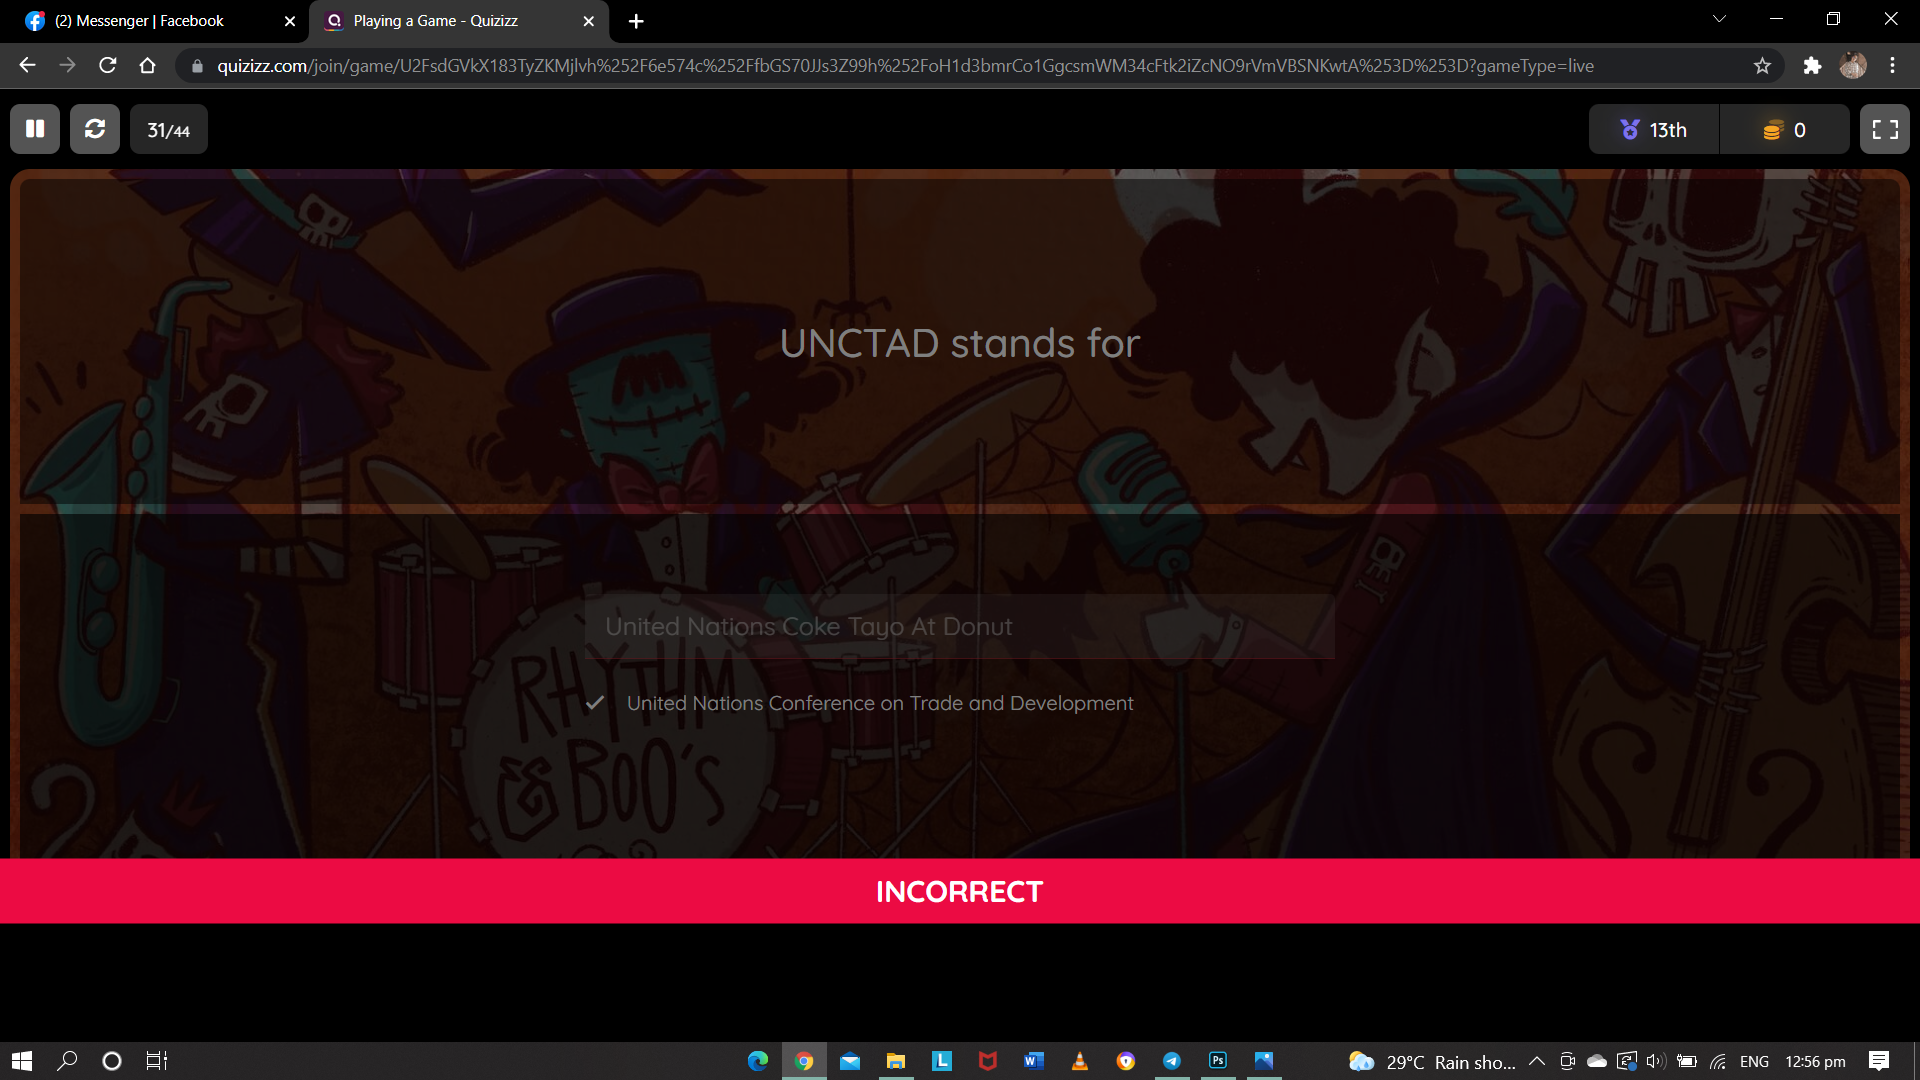 (2) Messenger | Facebook
Playing a Game - Quizizz
quizizz.com/join/game/U2FsdGVkX183TyZKMjlvh%252F6e574c%252FfbGS70JJs3Z99h%252FoH1d3bmrCo1GgcsmWM34cFtk2iZcNO9rVmVBSNKwtA%253D%253D?gameType=live
31/44
13th
0
UNCTAD stands for
United Nations Coke Tayo At Donut
United Nations Conference on Trade and Development
RHYTHM
& BOO'S
INCORRECT
29°C Rain sho...
ENG
12:56 pm